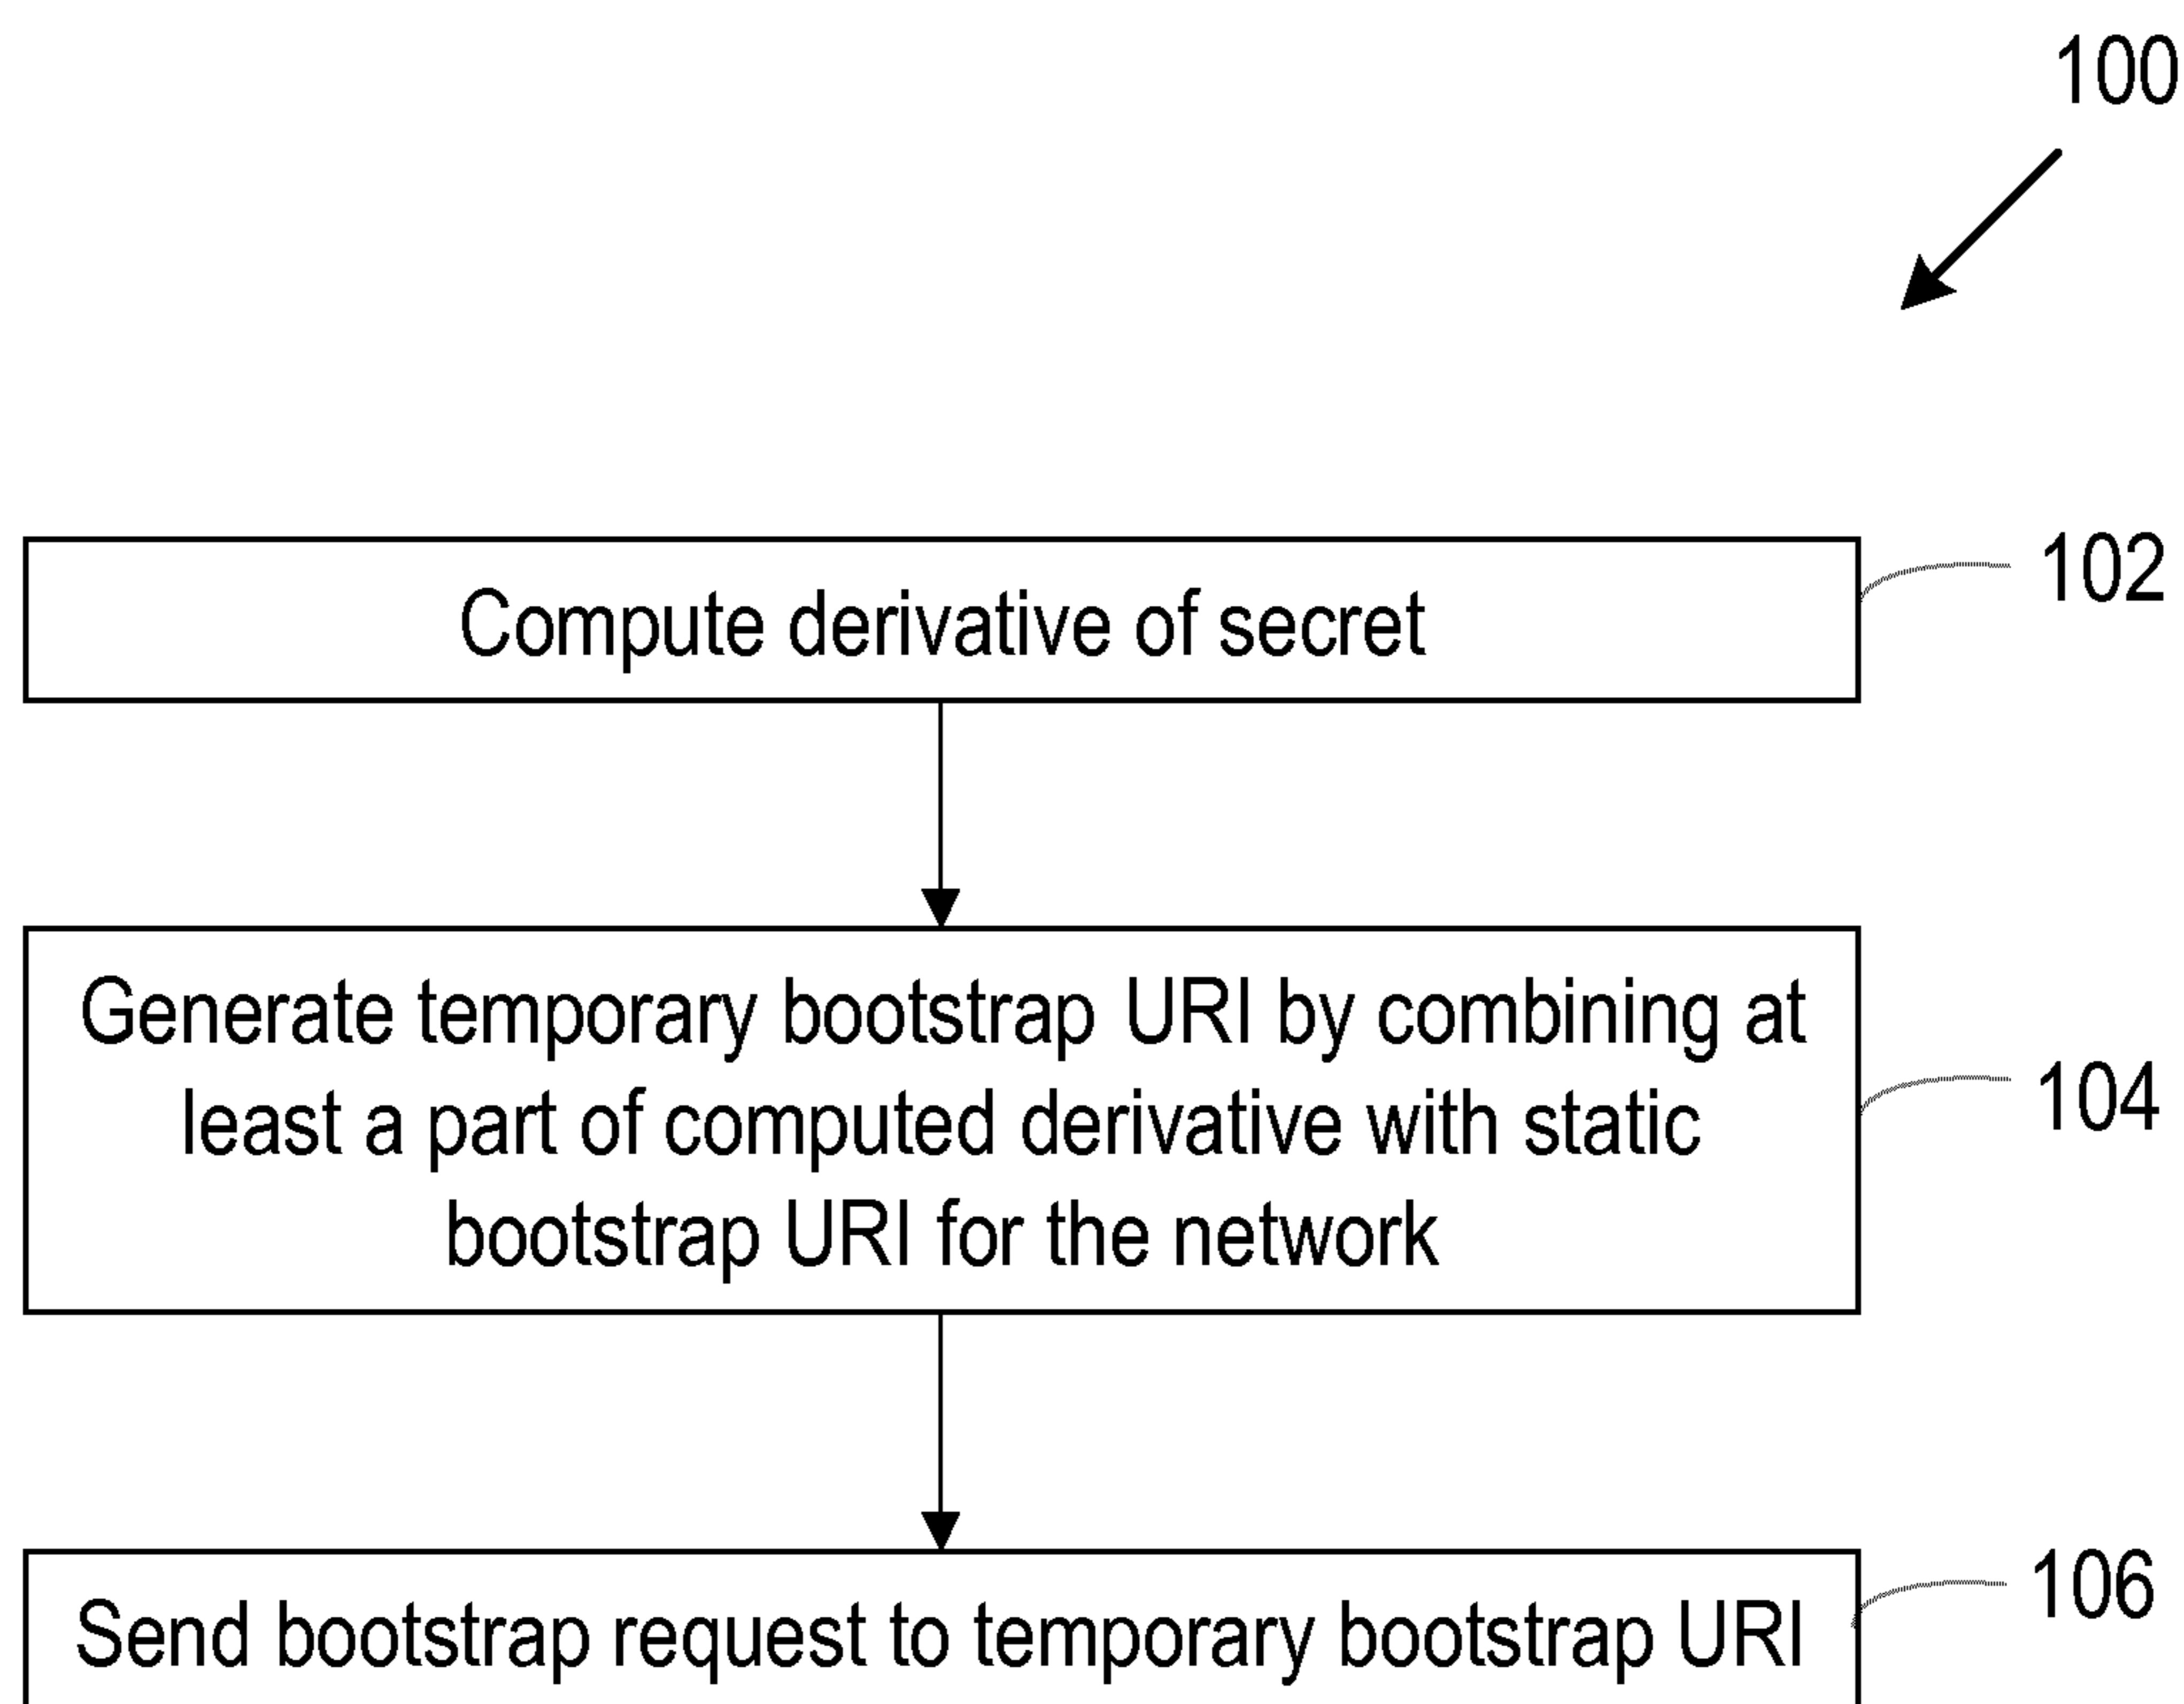 100
Compute derivative of secret
102
Generate temporary bootstrap URI by combining at
least a part of computed derivative with static
bootstrap URI for the network
104
Send bootstrap request to temporary bootstrap URI
106